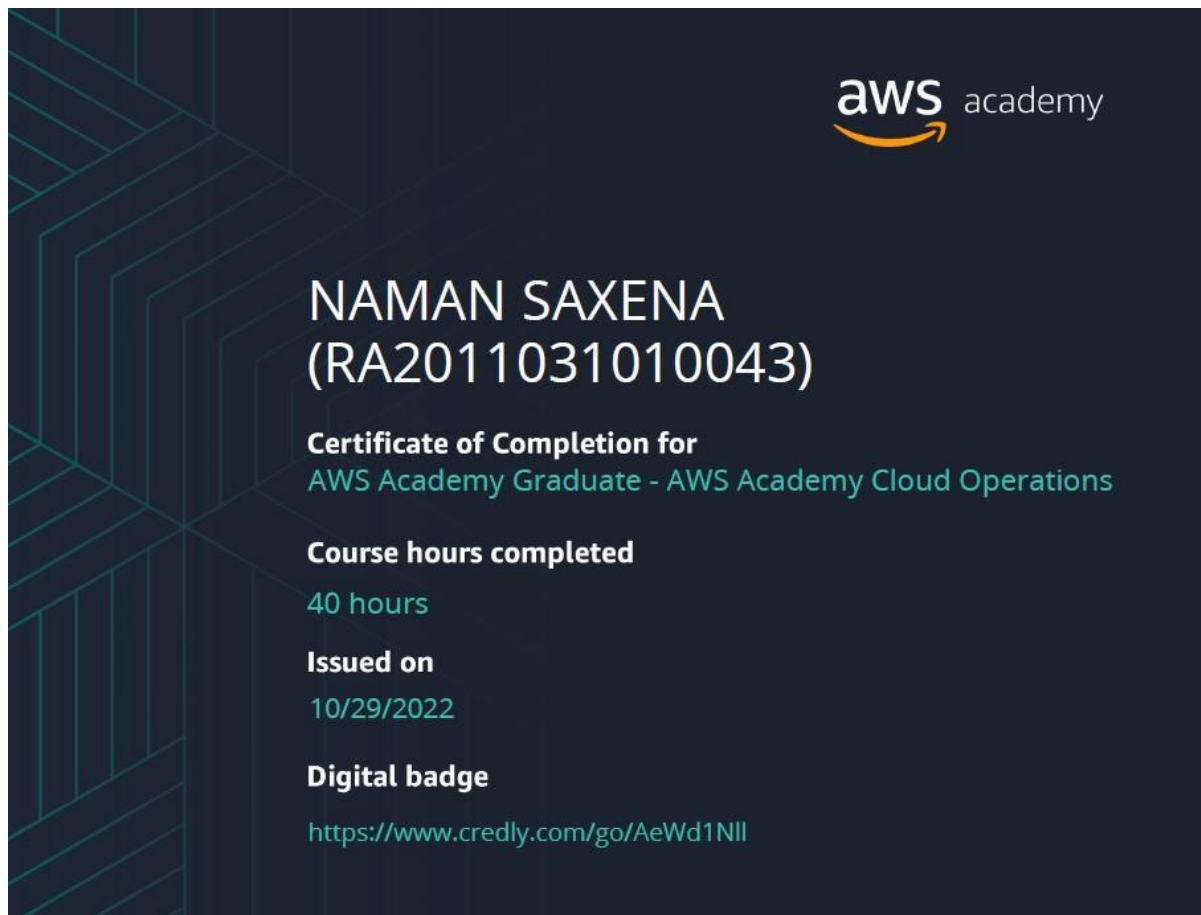 aws academy
NAMAN SAXENA
(RA2011031010043)
Certificate of Completion for
AWS Academy Graduate - AWS Academy Cloud Operations
Course hours completed
40 hours
Issued on
10/29/2022
Digital badge
https://www.credly.com/go/AeWd1Nll